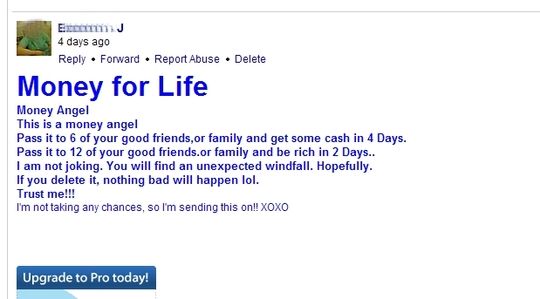 J
4 days ago
Reply • Forward • Report Abuse • Delete
Money for Life
Money Angel
This is a money angel
Pass it to 6 of your good friends,or family and get some cash in 4 Days.
Pass it to 12 of your good friends.or family and be rich in 2 Days..
I am not joking. You will find an unexpected windfall. Hopefully.
If you delete it, nothing bad will happen lol.
Trust me!!!
I'm not taking any chances, so I'm sending this on!! XOXO
Upgrade to Pro today!